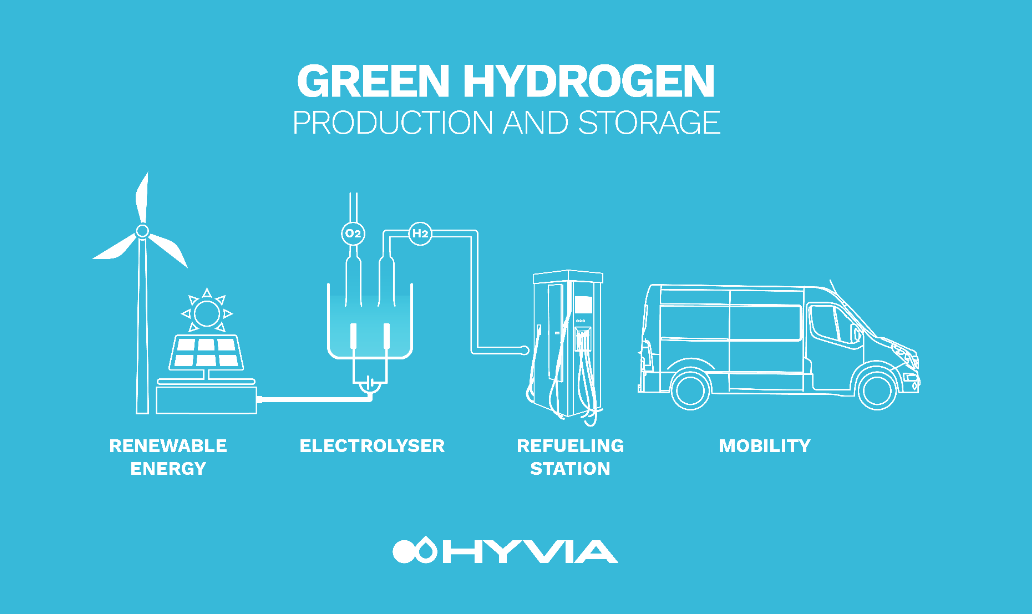 GREEN HYDROGEN
PRODUCTION AND STORAGE
O2
H2
RENEWABLE
ENERGY
ELECTROLYSER
REFUELING
STATION
MOBILITY
HYVIA